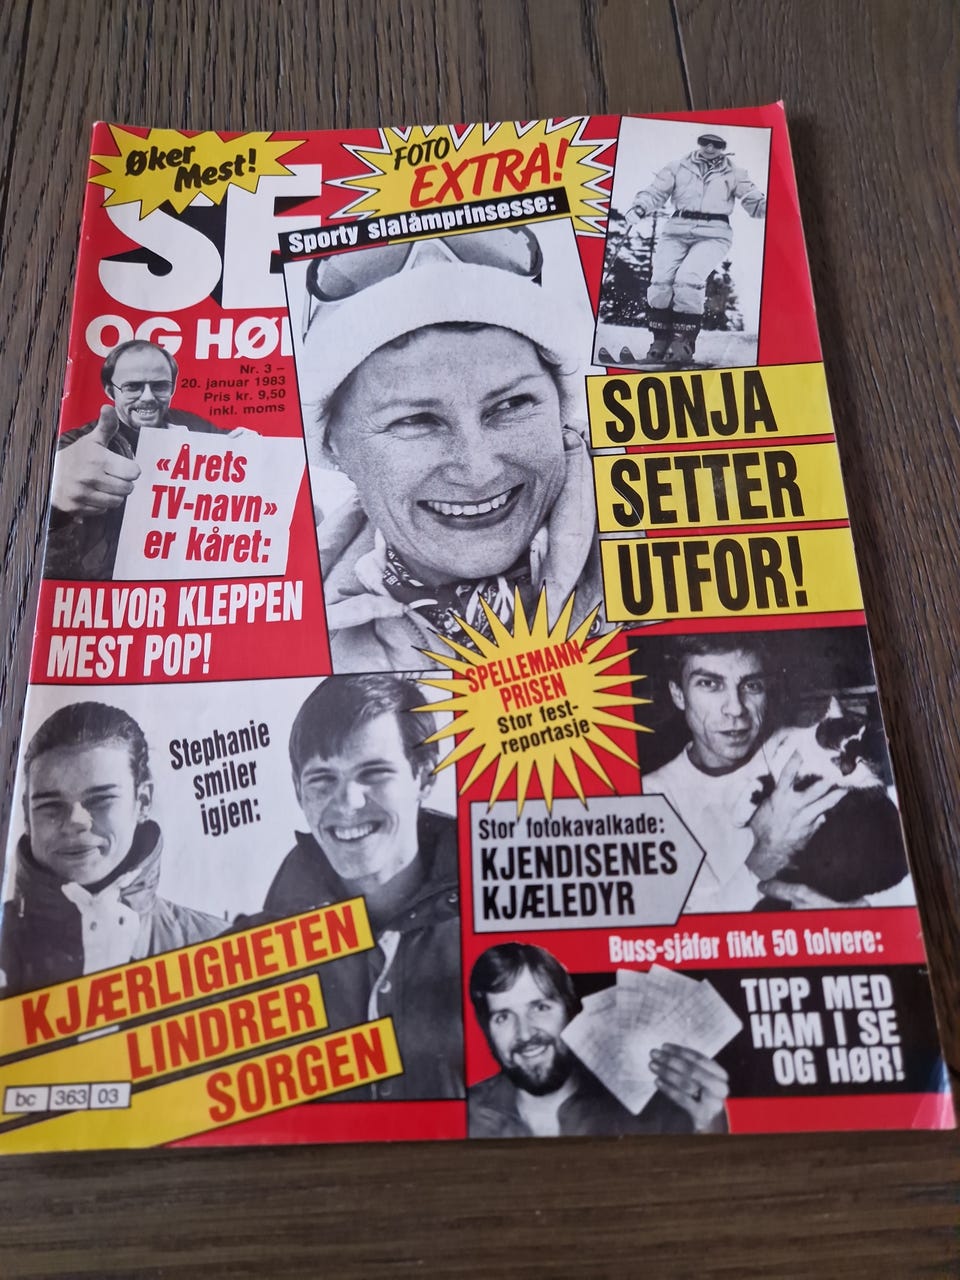 Øker
Mest!
SE
OG HØR
Nr. 3 –
20. januar 1983
Pris kr. 9,50
inkl. moms
FOTO
EXTRA!
Sporty slalåmprinsesse:
SONJA
SETTER
UTFOR!
«Årets
TV-navn»
er kåret:
HALVOR KLEPPEN
MEST POP!
SPELLEMANN-
PRISEN
Stor fest-
reportasje
Stephanie
smiler
igjen:
KJÆRLIGHETEN
LINDRER
SORGEN
Stor fotokavalkade:
KJENDISENES
KJÆLEDYR
Buss-sjåfør fikk 50 tolvere:
TIPP MED
HAM I SE
OG HØR!
bc 363 03